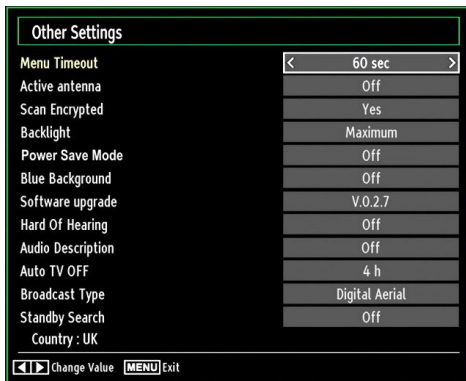 Other Settings
Menu Timeout < 60 sec >
Active antenna Off
Scan Encrypted Yes
Backlight Maximum
Power Save Mode Off
Blue Background Off
Software upgrade V.0.2.7
Hard Of Hearing Off
Audio Description Off
Auto TV OFF 4 h
Broadcast Type Digital Aerial
Standby Search Off
Country : UK
Change Value MENU Exit